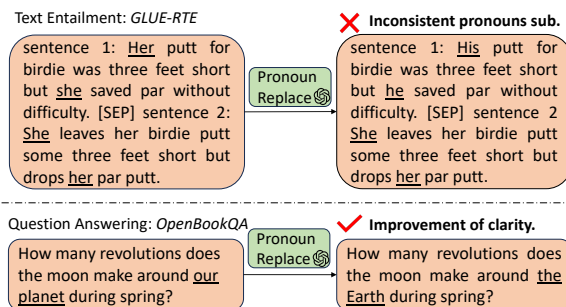 Text Entailment: GLUE-RTE
Inconsistent pronouns sub.
sentence 1: Her putt for
birdie was three feet short
but she saved par without
difficulty. [SEP] sentence 2:
She leaves her birdie putt
some three feet short but
drops her par putt.
Pronoun
Replace
sentence 1: His putt for
birdie was three feet short
but he saved par without
difficulty. [SEP] sentence 2
She leaves her birdie putt
some three feet short but
drops her par putt.
Question Answering: OpenBookQA
Improvement of clarity.
How many revolutions does
the moon make around our
planet during spring?
Pronoun
Replace
How many revolutions does
the moon make around the
Earth during spring?